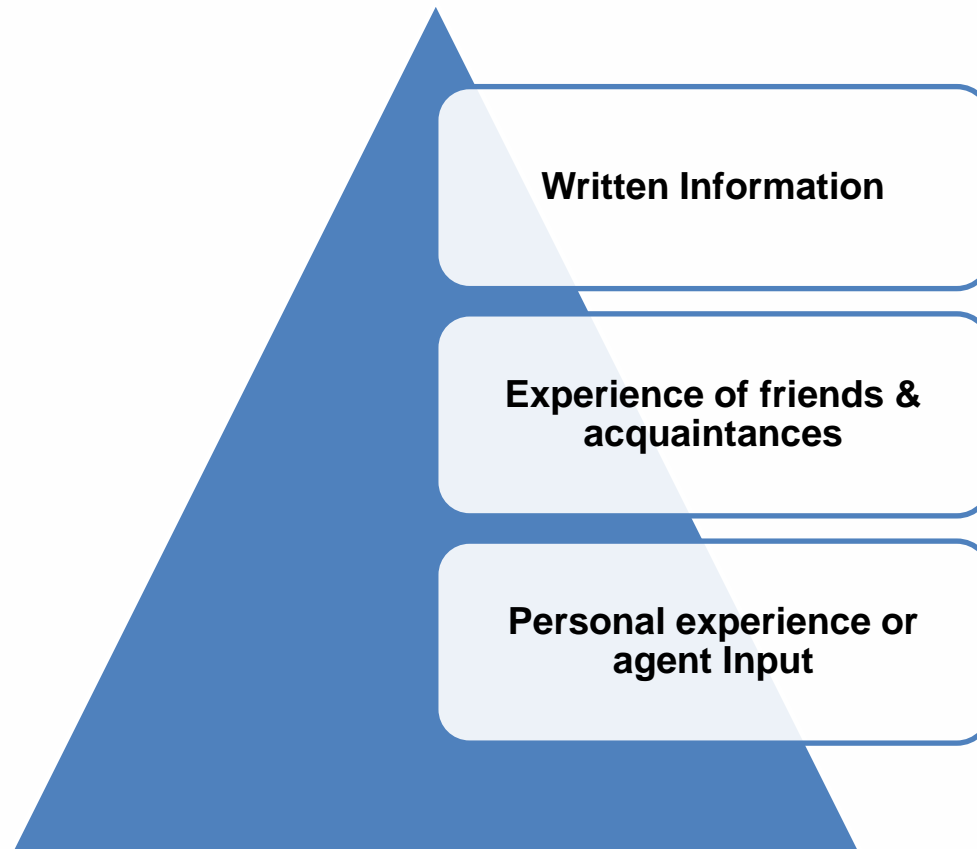 Written Information
Experience of friends &
acquaintances
Personal experience or
agent Input